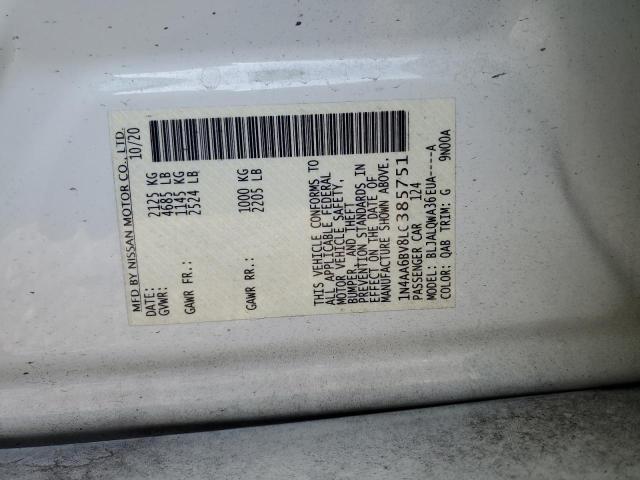 MFD BY NISSAN MOTOR CO., LTD.
DATE: 10/20
GVWR: 2125 KG
4685 LB
GAWR FR.: 1145 KG
2524 LB
GAWR RR.: 1000 KG
2205 LB
THIS VEHICLE CONFORMS TO
ALL APPLICABLE FEDERAL
MOTOR VEHICLE SAFETY,
BUMPER, AND THEFT
PREVENTION STANDARDS IN
EFFECT ON THE DATE OF
MANUFACTURE SHOWN ABOVE.
1N4AA6BV8LC385751
PASSENGER CAR 124
MODEL: BLJALQWA36EUA----A
COLOR: QAB TRIM: G 9N00A